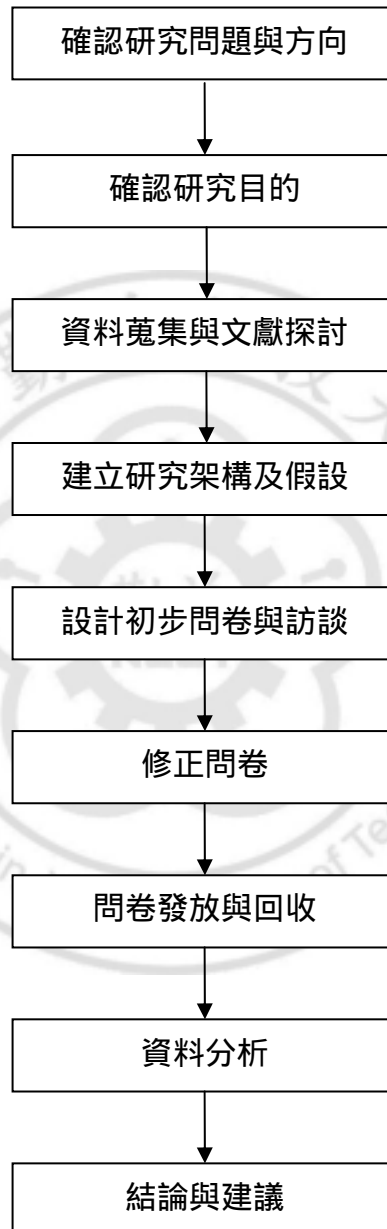 確認研究問題與方向
確認研究目的
資料蒐集與文獻探討
建立研究架構及假設
設計初步問卷與訪談
修正問卷
問卷發放與回收
資料分析
結論與建議